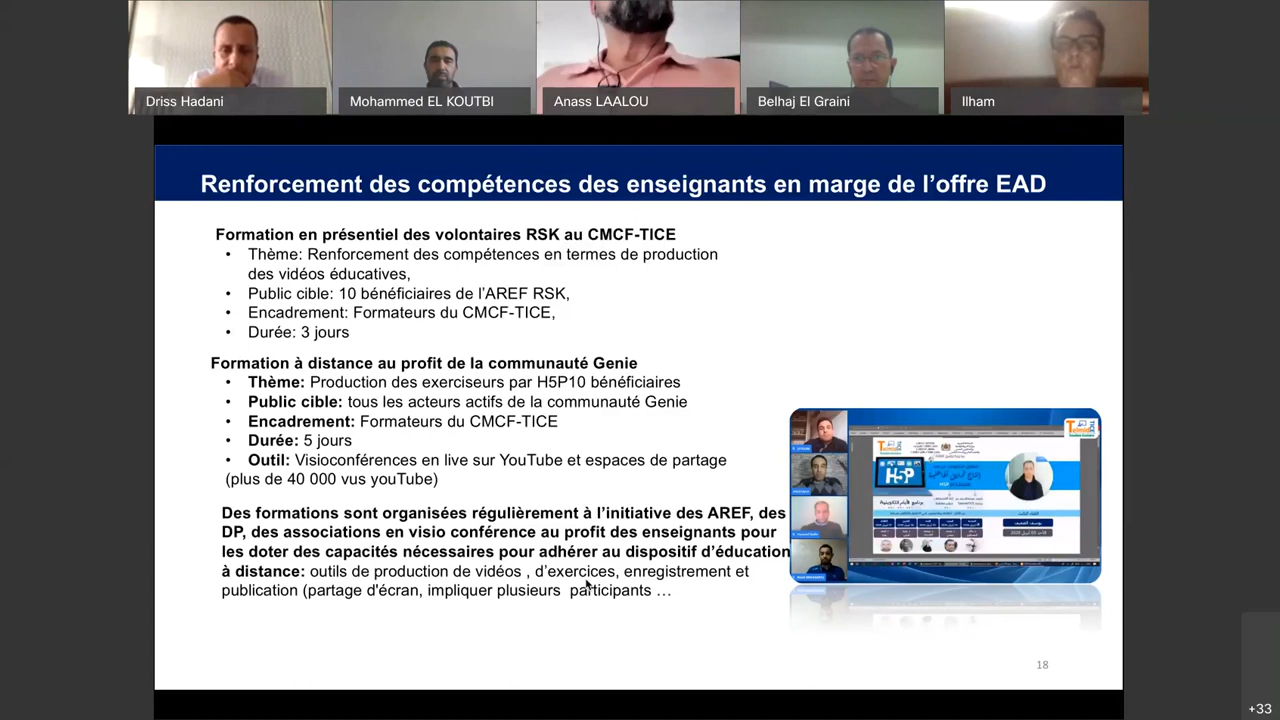 Driss Hadani
Mohammed EL KOUTBI
Anass LAALOU
Belhaj El Graini
Ilham
Renforcement des compétences des enseignants en marge de l'offre EAD
Formation en présentiel des volontaires RSK au CMCF-TICE
• Thème: Renforcement des compétences en termes de production
des vidéos éducatives,
• Public cible: 10 bénéficiaires de l'AREF RSK,
• Encadrement: Formateurs du CMCF-TICE,
• Durée: 3 jours
Formation à distance au profit de la communauté Genie
• Thème: Production des exerciseurs par H5P10 bénéficiaires
• Public cible: tous les acteurs actifs de la communauté Genie
• Encadrement: Formateurs du CMCF-TICE
• Durée: 5 jours
• Outil: Visioconférences en live sur YouTube et espaces de partage
(plus de 40 000 vus youTube)
Des formations sont organisées régulièrement à l'initiative des AREF, des
DP, des associations en visio conférence au profit des enseignants pour
les doter des capacités nécessaires pour adhérer au dispositif d'éducation
à distance: outils de production de vidéos , d'exercices, enregistrement et
publication (partage d'écran, impliquer plusieurs participants …
H5P
18
+33